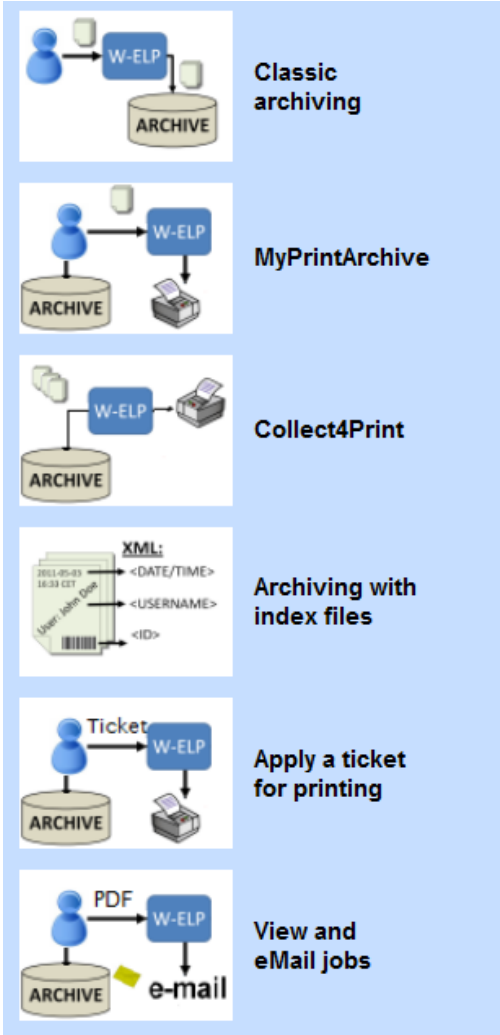 W-ELP
ARCHIVE
Classic
archiving
W-ELP
ARCHIVE
MyPrintArchive
W-ELP
ARCHIVE
Collect4Print
XML:
2011-05-03
16:33 CET
<DATE/TIME>
User: John Doe
<USERNAME>
<ID>
Archiving with
index files
Ticket
W-ELP
ARCHIVE
Apply a ticket
for printing
PDF
W-ELP
ARCHIVE
e-mail
View and
eMail jobs